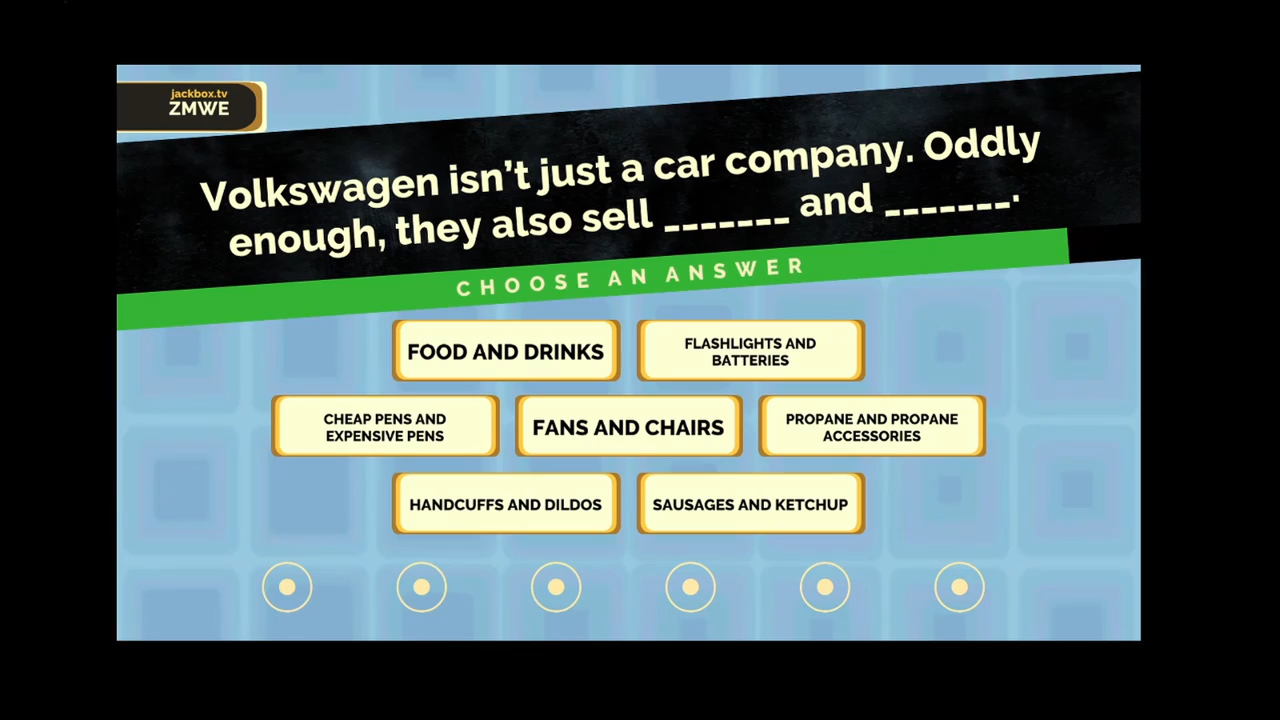 jackbox.tv
ZMWE
Volkswagen isn’t just a car company. Oddly
enough, they also sell _______ and _______.
CHOOSE AN ANSWER
FOOD AND DRINKS
FLASHLIGHTS AND
BATTERIES
CHEAP PENS AND
EXPENSIVE PENS
FANS AND CHAIRS
PROPANE AND PROPANE
ACCESSORIES
HANDCUFFS AND DILDOS
SAUSAGES AND KETCHUP